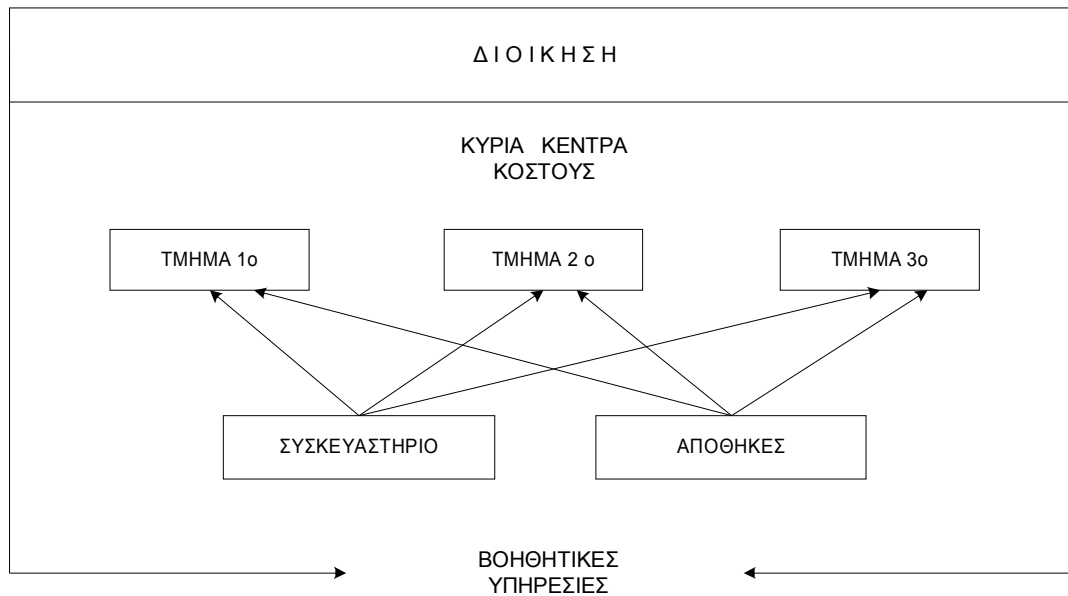 Δ Ι Ο Ι Κ Η Σ Η
ΚΥΡΙΑ ΚΕΝΤΡΑ
ΚΟΣΤΟΥΣ
ΤΜΗΜΑ 1ο
ΤΜΗΜΑ 2 ο
ΤΜΗΜΑ 3ο
ΣΥΣΚΕΥΑΣΤΗΡΙΟ
ΑΠΟΘΗΚΕΣ
ΒΟΗΘΗΤΙΚΕΣ
ΥΠΗΡΕΣΙΕΣ